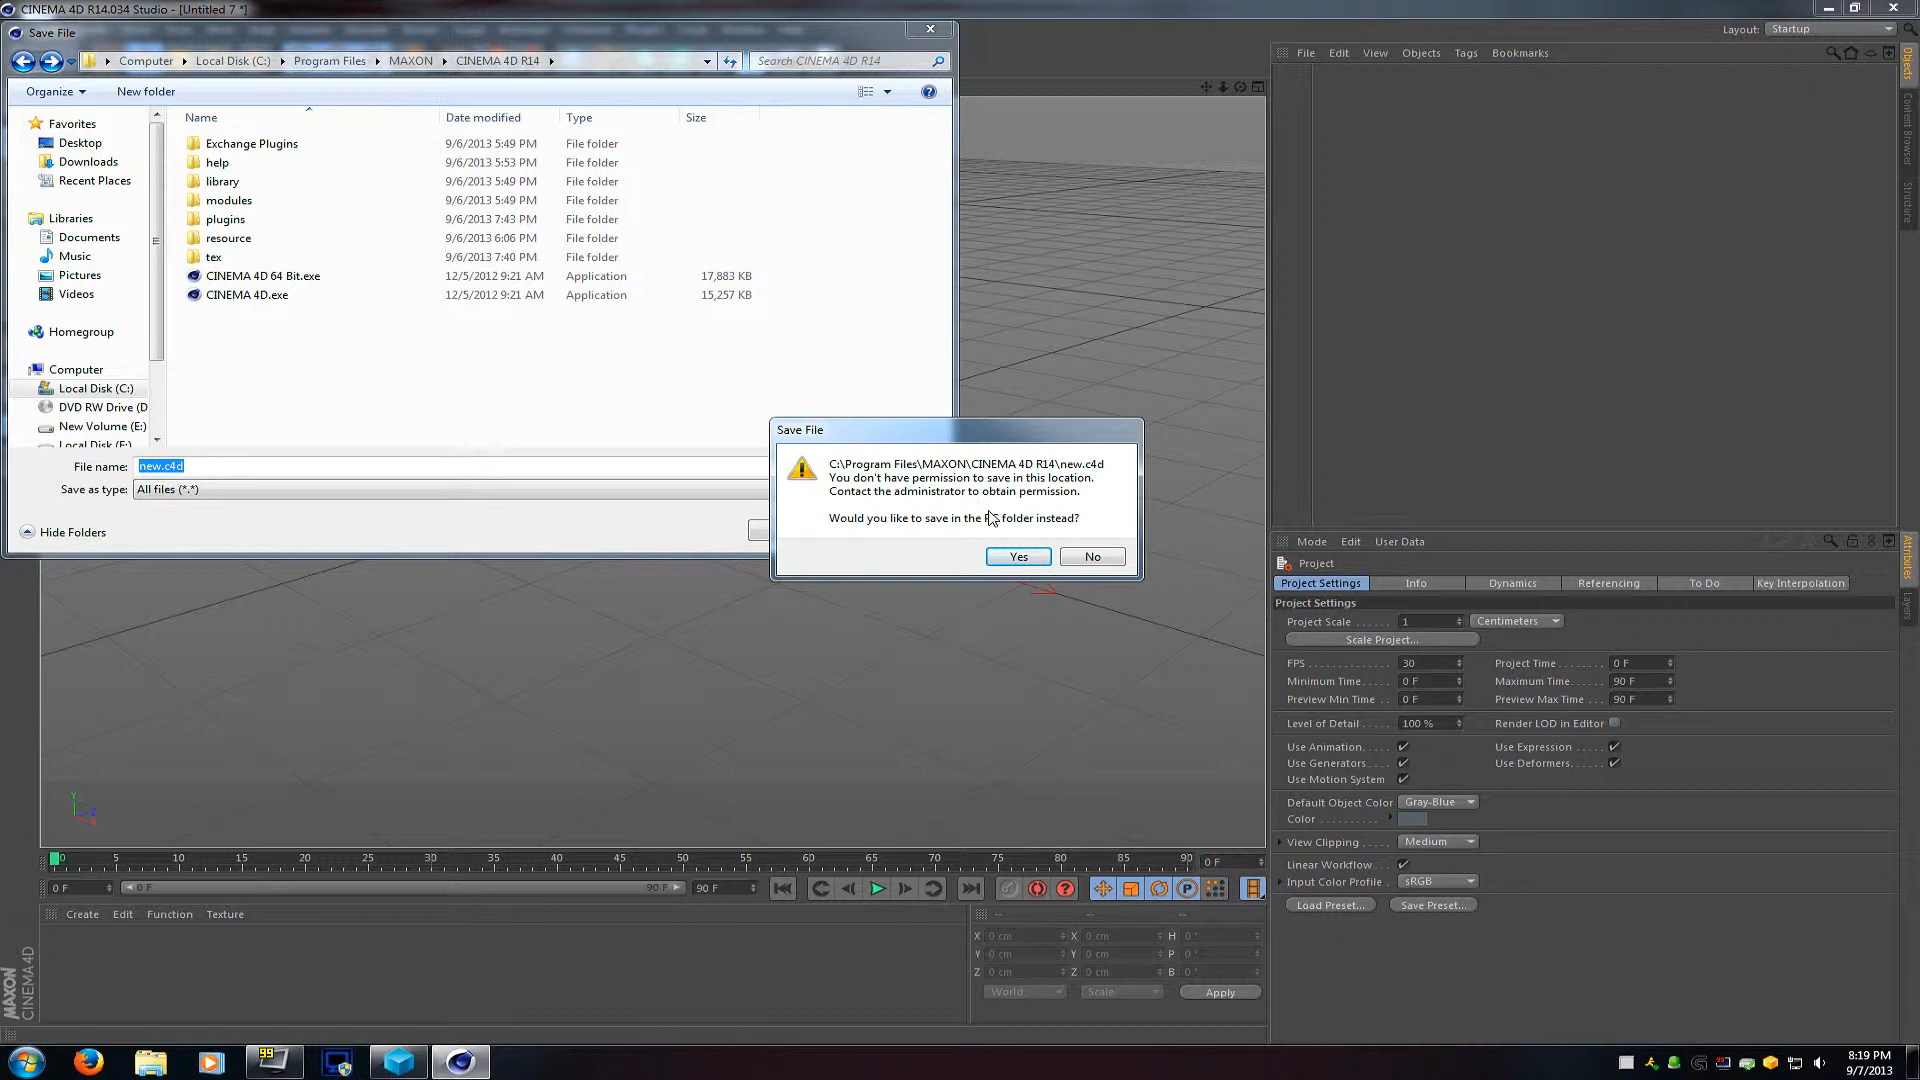 CINEMA 4D R14.034 Studio - [Untitled 7 *]
Save File
Layout: Startup
Computer Local Disk (C:) Program Files MAXON CINEMA 4D R14
Search CINEMA 4D R14
File Edit View Objects Tags Bookmarks
Organize New folder
Name Date modified Type Size
Favorites
Desktop
Downloads
Recent Places
Libraries
Documents
Music
Pictures
Videos
Homegroup
Computer
Local Disk (C:)
DVD RW Drive (D
New Volume (E:)
Local Disk (F:)
Exchange Plugins 9/6/2013 5:49 PM File folder
help 9/6/2013 5:53 PM File folder
library 9/6/2013 5:49 PM File folder
modules 9/6/2013 5:49 PM File folder
plugins 9/6/2013 7:43 PM File folder
resource 9/6/2013 6:06 PM File folder
tex 9/6/2013 7:40 PM File folder
CINEMA 4D 64 Bit.exe 12/5/2012 9:21 AM Application 17,883 KB
CINEMA 4D.exe 12/5/2012 9:21 AM Application 15,257 KB
File name: new.c4d
Save as type: All files (*.*)
Hide Folders
Save File
C:\Program Files\MAXON\CINEMA 4D R14\new.c4d
You don't have permission to save in this location.
Contact the administrator to obtain permission.
Would you like to save in the folder instead?
Yes No
Objects
Content Browser
Structure
Attributes
Layers
Mode Edit User Data
Project
Project Settings Info Dynamics Referencing To Do Key Interpolation
Project Settings
Project Scale 1 Centimeters
Scale Project...
FPS 30 Project Time 0 F
Minimum Time 0 F Maximum Time 90 F
Preview Min Time 0 F Preview Max Time 90 F
Level of Detail 100 % Render LOD in Editor
Use Animation Use Expression
Use Generators Use Deformers
Use Motion System
Default Object Color Gray-Blue
Color
View Clipping Medium
Linear Workflow
Input Color Profile sRGB
Load Preset... Save Preset...
Y Z X
0 5 10 15 20 25 30 35 40 45 50 55 60 65 70 75 80 85 90 0 F
0 F 0 F 90 F 90 F
Create Edit Function Texture
-- -- --
X 0 cm X 0 cm H 0 °
Y 0 cm Y 0 cm P 0 °
Z 0 cm Z 0 cm B 0 °
World Scale Apply
MAXON
CINEMA 4D
99
8:19 PM
9/7/2013